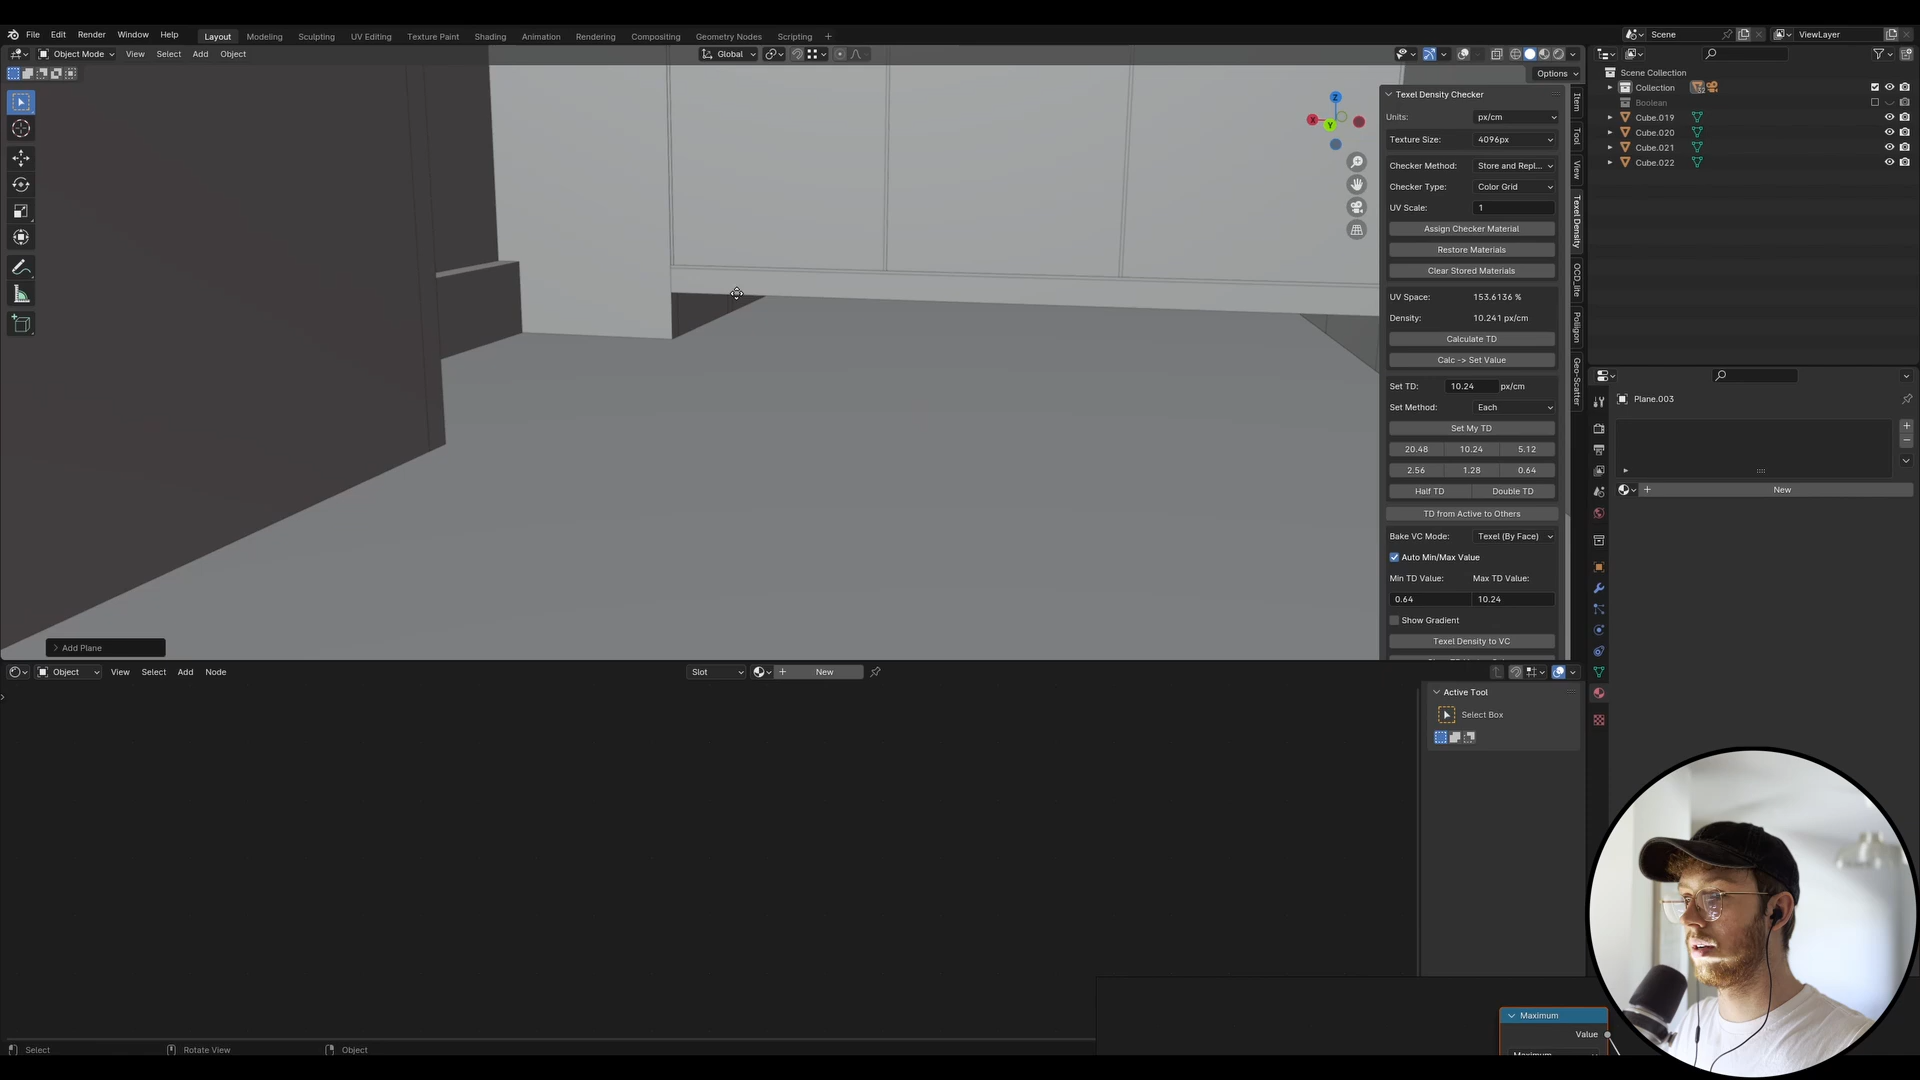 File Edit Render Window Help Layout Modeling Sculpting UV Editing Texture Paint Shading Animation Rendering Compositing Geometry Nodes Scripting + Scene ViewLayer
Object Mode View Select Add Object Global
Options
Scene Collection
Collection
Boolean
Cube.019
Cube.020
Cube.021
Cube.022
Z
X
Y
Texel Density Checker
Units: px/cm
Texture Size: 4096px
Checker Method: Store and Repl...
Checker Type: Color Grid
UV Scale: 1
Assign Checker Material
Restore Materials
Clear Stored Materials
UV Space: 153.6136 %
Density: 10.241 px/cm
Calculate TD
Calc -> Set Value
Set TD: 10.24 px/cm
Set Method: Each
Set My TD
20.48 10.24 5.12
2.56 1.28 0.64
Half TD Double TD
TD from Active to Others
Bake VC Mode: Texel (By Face)
Auto Min/Max Value
Min TD Value: Max TD Value:
0.64 10.24
Show Gradient
Texel Density to VC
Item
Tool
View
Texel Density
OCD_lite
Poliigon
Geo-Scatter
Plane.003
New
Add Plane
Object View Select Add Node Slot New
Active Tool
Select Box
Maximum
Value
Select Rotate View Object